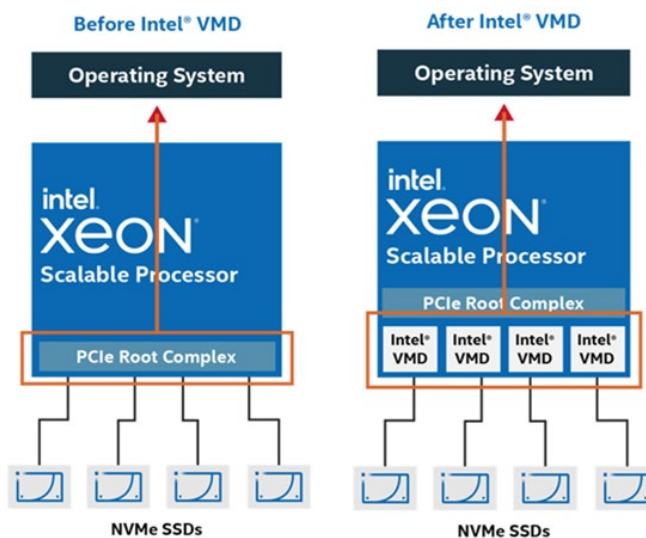 Before Intel® VMD
Operating System
intel.
xeon®
Scalable Processor
PCIe Root Complex
NVMe SSDs
After Intel® VMD
Operating System
intel.
xeon®
Scalable Processor
PCIe Root Complex
Intel® VMD
Intel® VMD
Intel® VMD
Intel® VMD
NVMe SSDs